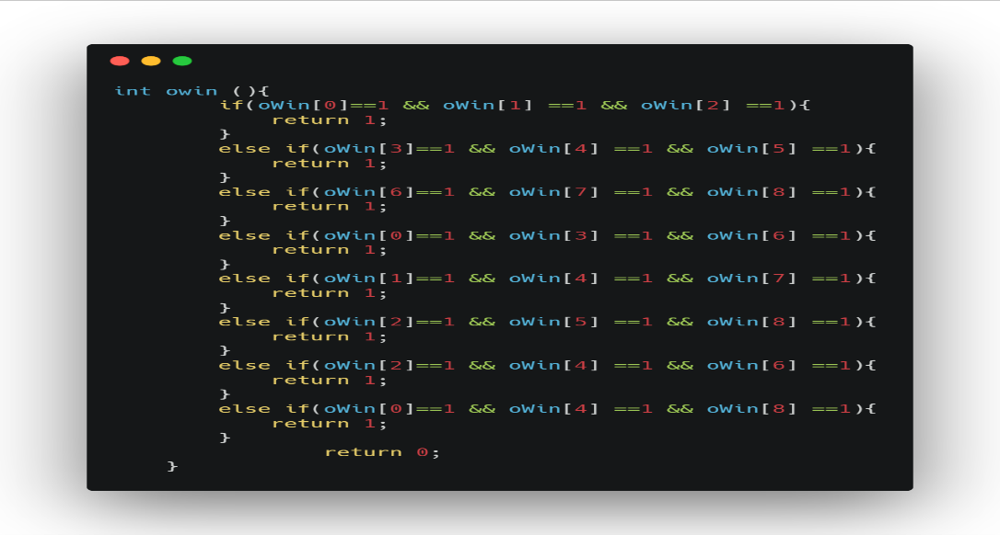 int owin (){
if(oWin[0]==1 && oWin[1] ==1 && oWin[2] ==1){
return 1;
}
else if(oWin[3]==1 && oWin[4] ==1 && oWin[5] ==1){
return 1;
}
else if(oWin[6]==1 && oWin[7] ==1 && oWin[8] ==1){
return 1;
}
else if(oWin[0]==1 && oWin[3] ==1 && oWin[6] ==1){
return 1;
}
else if(oWin[1]==1 && oWin[4] ==1 && oWin[7] ==1){
return 1;
}
else if(oWin[2]==1 && oWin[5] ==1 && oWin[8] ==1){
return 1;
}
else if(oWin[2]==1 && oWin[4] ==1 && oWin[6] ==1){
return 1;
}
else if(oWin[0]==1 && oWin[4] ==1 && oWin[8] ==1){
return 1;
}
return 0;
}